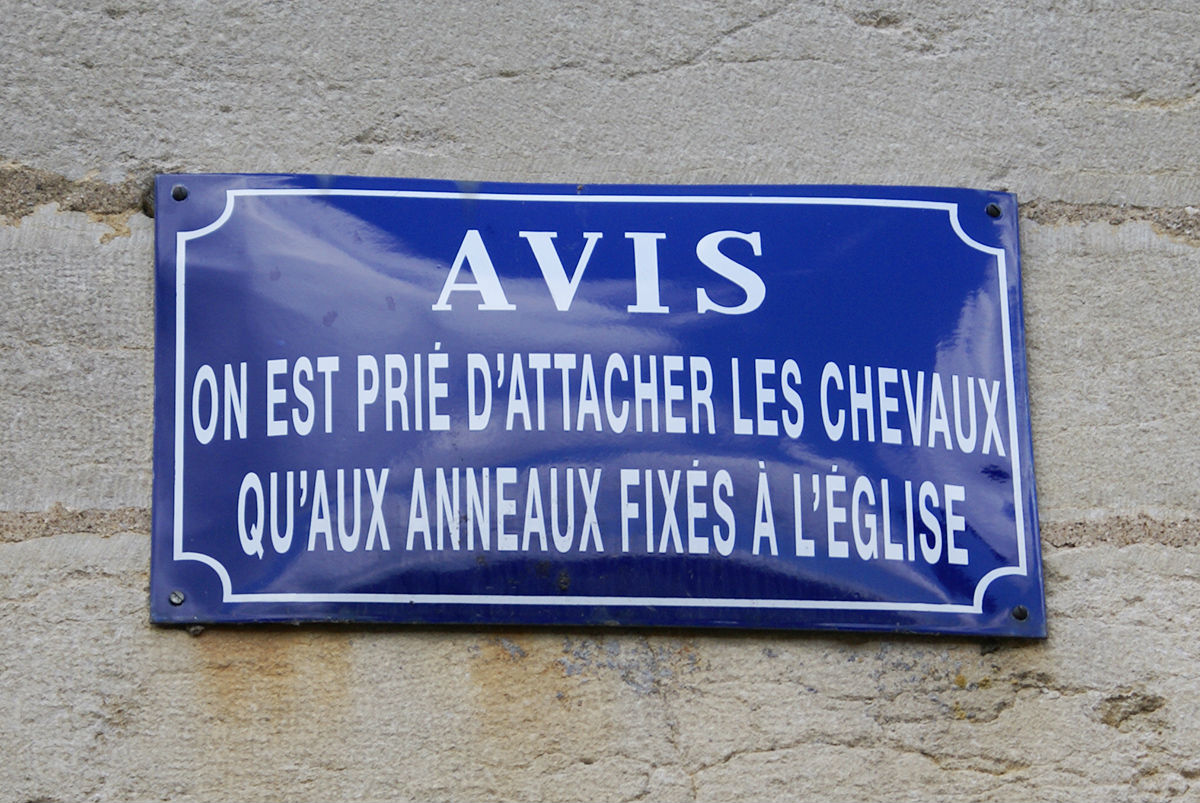 AVIS
ON EST PRIÉ D'ATTACHER LES CHEVAUX
QU'AUX ANNEAUX FIXÉS À L'ÉGLISE